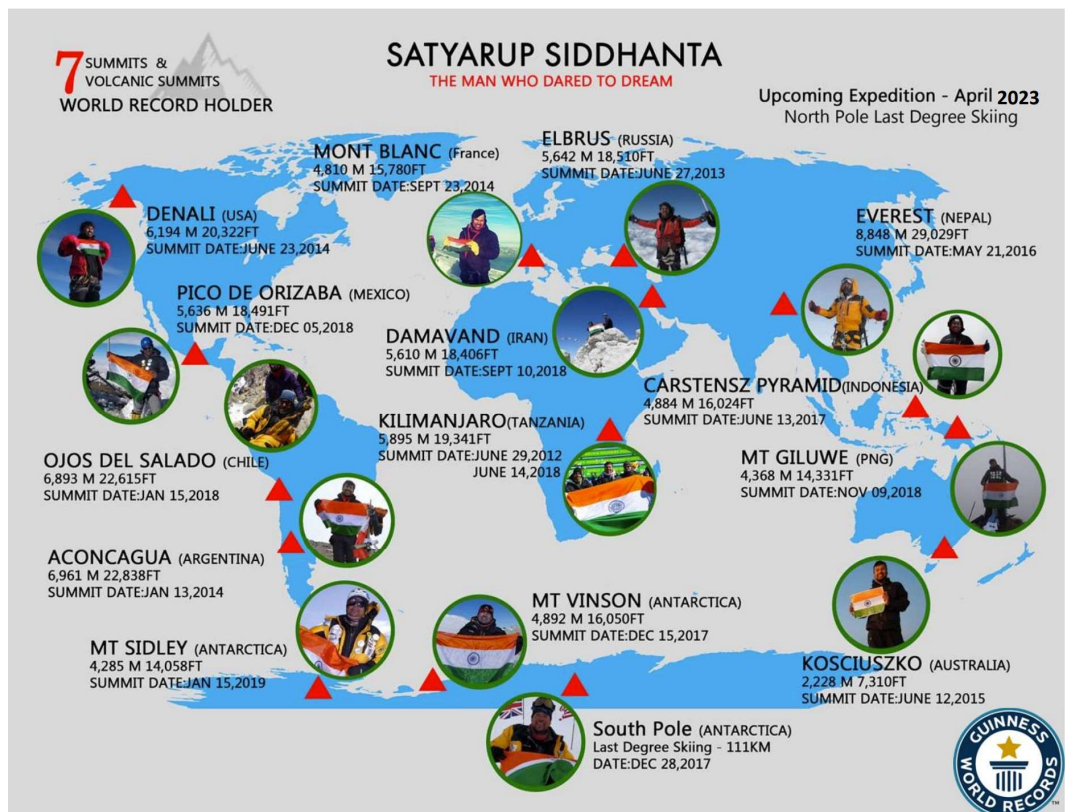 7 SUMMITS &
VOLCANIC SUMMITS
WORLD RECORD HOLDER
SATYARUP SIDDHANTA
THE MAN WHO DARED TO DREAM
Upcoming Expedition - April 2023
North Pole Last Degree Skiing
MONT BLANC (France)
4,810 M 15,780FT
SUMMIT DATE:SEPT 23,2014
ELBRUS (RUSSIA)
5,642 M 18,510FT
SUMMIT DATE:JUNE 27,2013
DENALI (USA)
6,194 M 20,322FT
SUMMIT DATE:JUNE 23,2014
EVEREST (NEPAL)
8,848 M 29,029FT
SUMMIT DATE:MAY 21,2016
PICO DE ORIZABA (MEXICO)
5,636 M 18,491FT
SUMMIT DATE:DEC 05,2018
DAMAVAND (IRAN)
5,610 M 18,406FT
SUMMIT DATE:SEPT 10,2018
CARSTENSZ PYRAMID(INDONESIA)
4,884 M 16,024FT
SUMMIT DATE:JUNE 13,2017
KILIMANJARO(TANZANIA)
5,895 M 19,341FT
SUMMIT DATE:JUNE 29,2012
JUNE 14,2018
OJOS DEL SALADO (CHILE)
6,893 M 22,615FT
SUMMIT DATE:JAN 15,2018
MT GILUWE (PNG)
4,368 M 14,331FT
SUMMIT DATE:NOV 09,2018
ACONCAGUA (ARGENTINA)
6,961 M 22,838FT
SUMMIT DATE:JAN 13,2014
MT VINSON (ANTARCTICA)
4,892 M 16,050FT
SUMMIT DATE:DEC 15,2017
MT SIDLEY (ANTARCTICA)
4,285 M 14,058FT
SUMMIT DATE:JAN 15,2019
KOSCIUSZKO (AUSTRALIA)
2,228 M 7,310FT
SUMMIT DATE:JUNE 12,2015
South Pole (ANTARCTICA)
Last Degree Skiing - 111KM
DATE:DEC 28,2017
GUINNESS
WORLD RECORDS
TM